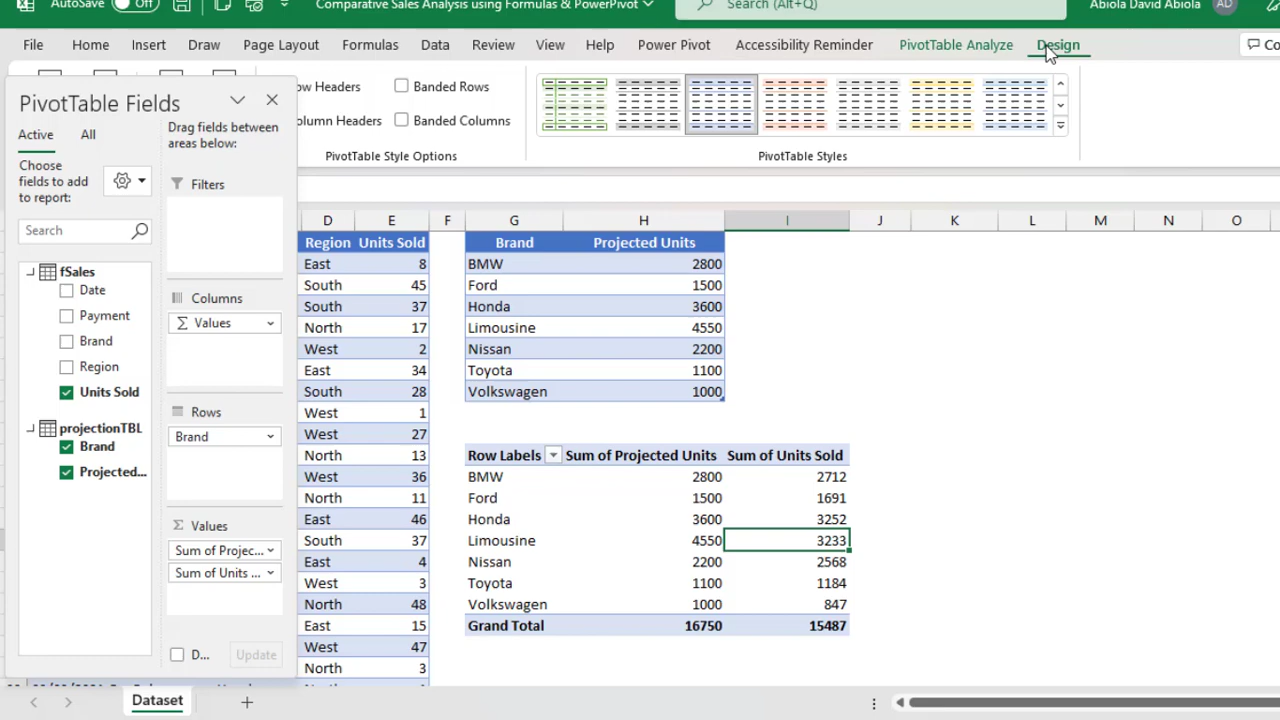 AutoSave Off Comparative Sales Analysis using Formulas & PowerPivot Search (Alt+Q) Abiola David Abiola AD
File Home Insert Draw Page Layout Formulas Data Review View Help Power Pivot Accessibility Reminder PivotTable Analyze Design Co
PivotTable Fields
Active All
Choose fields to add to report:
Search
fSales
Date
Payment
Brand
Region
Units Sold
projectionTBL
Brand
Projected...
Drag fields between areas below:
Filters
Columns
Σ Values
Rows
Brand
Σ Values
Sum of Projec...
Sum of Units ...
D... Update
ow Headers Banded Rows
olumn Headers Banded Columns
PivotTable Style Options PivotTable Styles
D E F G H I J K L M N O
Region Units Sold Brand Projected Units
East 8 BMW 2800
South 45 Ford 1500
South 37 Honda 3600
North 17 Limousine 4550
West 2 Nissan 2200
East 34 Toyota 1100
South 28 Volkswagen 1000
West 1
West 27
North 13 Row Labels Sum of Projected Units Sum of Units Sold
West 36 BMW 2800 2712
North 11 Ford 1500 1691
East 46 Honda 3600 3252
South 37 Limousine 4550 3233
East 4 Nissan 2200 2568
West 3 Toyota 1100 1184
North 48 Volkswagen 1000 847
East 15 Grand Total 16750 15487
West 47
North 3
Dataset